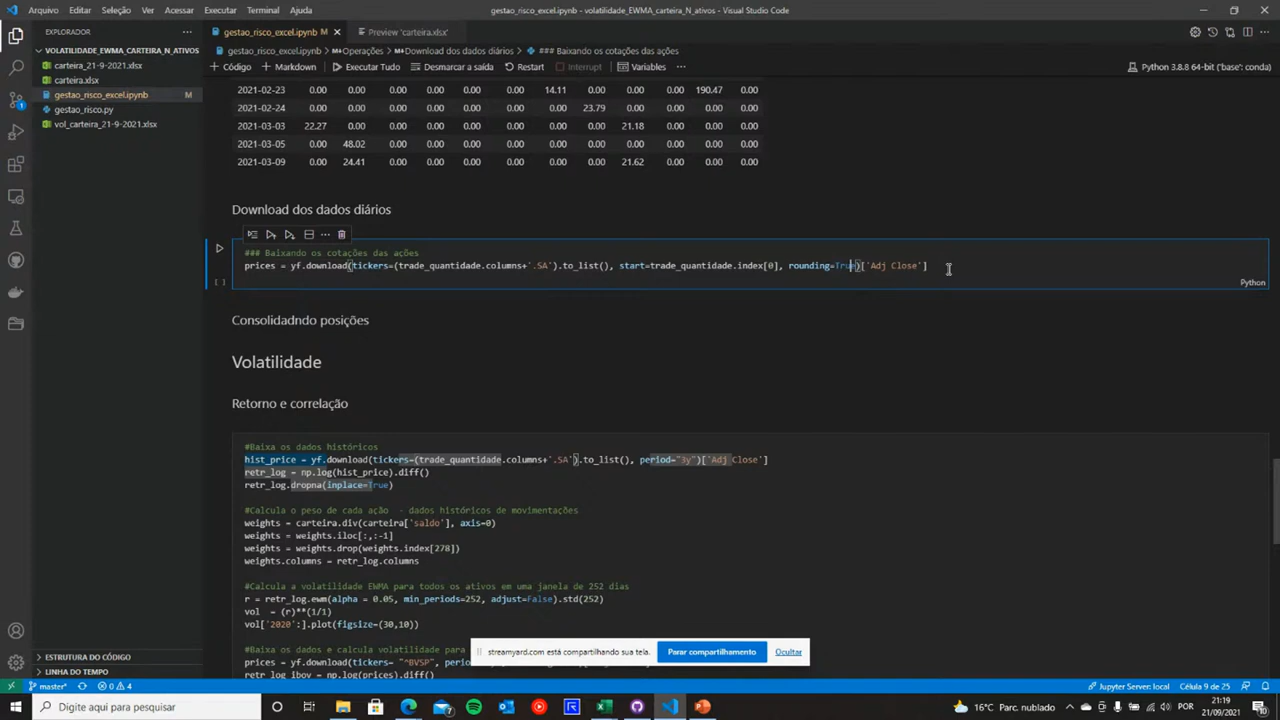 Arquivo Editar Seleção Ver Acessar Executar Terminal Ajuda
gestao_risco_excel.ipynb - volatilidade_EWMA_carteira_N_ativos - Visual Studio Code
EXPLORADOR ···
gestao_risco_excel.ipynb M
Preview 'carteira.xlsx'
VOLATILIDADE_EWMA_CARTEIRA_N_ATIVOS
carteira_21-9-2021.xlsx
carteira.xlsx
gestao_risco_excel.ipynb M
gestao_risco.py
vol_carteira_21-9-2021.xlsx
gestao_risco_excel.ipynb > M+Operações > M+Download dos dados diários > ### Baixando os cotações das ações
+ Código + Markdown Executar Tudo Desmarcar a saída Restart Interrupt Variables ··· Python 3.8.8 64-bit ('base': conda)
2021-02-23 0.00 0.00 0.00 0.00 0.00 0.00 14.11 0.00 0.00 190.47 0.00
2021-02-24 0.00 0.00 0.00 0.00 0.00 0.00 0.00 23.79 0.00 0.00 0.00
2021-03-03 22.27 0.00 0.00 0.00 0.00 0.00 0.00 0.00 21.18 0.00 0.00 0.00
2021-03-05 0.00 48.02 0.00 0.00 0.00 0.00 0.00 0.00 0.00 0.00 0.00 0.00
2021-03-09 0.00 24.41 0.00 0.00 0.00 0.00 0.00 0.00 21.62 0.00 0.00 0.00
Download dos dados diários
### Baixando os cotações das ações
prices = yf.download(tickers=(trade_quantidade.columns+'.SA').to_list(), start=trade_quantidade.index[0], rounding=True)['Adj Close']
[ ]
Python
Consolidadndo posições
Volatilidade
Retorno e correlação
#Baixa os dados históricos
hist_price = yf.download(tickers=(trade_quantidade.columns+'.SA').to_list(), period="3y")['Adj Close']
retr_log = np.log(hist_price).diff()
retr_log.dropna(inplace=True)
#Calcula o peso de cada ação - dados históricos de movimentações
weights = carteira.div(carteira['saldo'], axis=0)
weights = weights.iloc[:,:-1]
weights = weights.drop(weights.index[278])
weights.columns = retr_log.columns
#Calcula a volatilidade EWMA para todos os ativos em uma janela de 252 dias
r = retr_log.ewm(alpha = 0.05, min_periods=252, adjust=False).std(252)
vol = (r)**(1/1)
vol['2020':].plot(figsize=(30,10))
#Baixa os dados e calcula volatilidade para
prices = yf.download(tickers= "^BVSP", perio
retr_log_ibov = np.log(prices).diff()
streamyard.com está compartilhando sua tela. Parar compartilhamento Ocultar
ESTRUTURA DO CÓDIGO
LINHA DO TEMPO
master* 0 4
Jupyter Server: local Célula 9 de 25
Digite aqui para pesquisar
16°C Parc. nublado
POR
21:19
21/09/2021